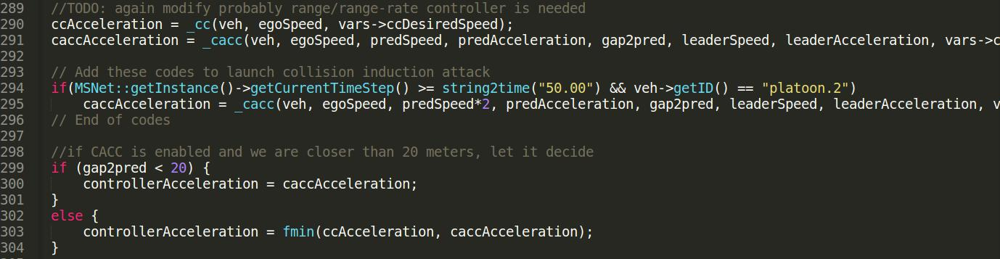 289 //TODO: again modify probably range/range-rate controller is needed
290 ccAcceleration = _cc(veh, egoSpeed, vars->ccDesiredSpeed);
291 caccAcceleration = _cacc(veh, egoSpeed, predSpeed, predAcceleration, gap2pred, leaderSpeed, leaderAcceleration, vars->c
292
293 // Add these codes to launch collision induction attack
294 if(MSNet::getInstance()->getCurrentTimeStep() >= string2time("50.00") && veh->getID() == "platoon.2")
295 caccAcceleration = _cacc(veh, egoSpeed, predSpeed*2, predAcceleration, gap2pred, leaderSpeed, leaderAcceleration, v
296 // End of codes
297
298 //if CACC is enabled and we are closer than 20 meters, let it decide
299 if (gap2pred < 20) {
300 controllerAcceleration = caccAcceleration;
301 }
302 else {
303 controllerAcceleration = fmin(ccAcceleration, caccAcceleration);
304 }